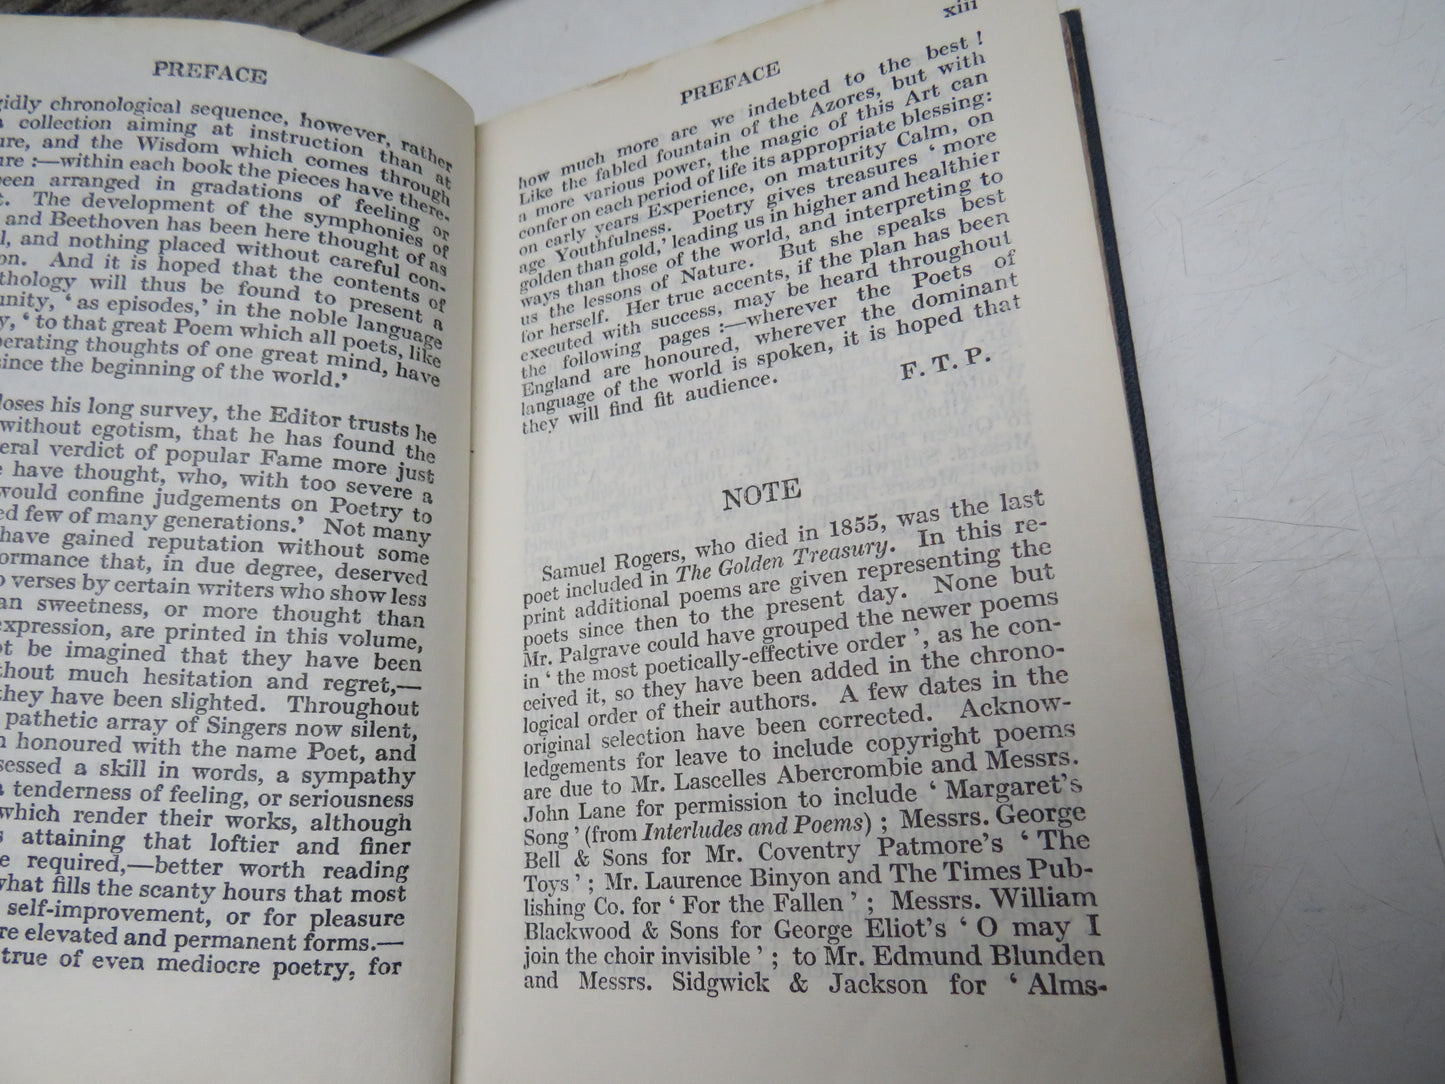 PREFACE
gidly chronological sequence, however, rather
a collection aiming at instruction than at
ure, and the Wisdom which comes through
ure :—within each book the pieces have there-
been arranged in gradations of feeling or
t. The development of the symphonies of
and Beethoven has been here thought of as
l, and nothing placed without careful con-
on. And it is hoped that the contents of
thology will thus be found to present a
unity, ‘ as episodes,’ in the noble language
y, ‘ to that great Poem which all poets, like
perating thoughts of one great mind, have
since the beginning of the world.’
loses his long survey, the Editor trusts he
without egotism, that he has found the
eral verdict of popular Fame more just
e have thought, who, with too severe a
would confine judgements on Poetry to
ed few of many generations.’ Not many
have gained reputation without some
ormance that, in due degree, deserved
o verses by certain writers who show less
an sweetness, or more thought than
expression, are printed in this volume,
ot be imagined that they have been
thout much hesitation and regret,—
they have been slighted. Throughout
pathetic array of Singers now silent,
n honoured with the name Poet, and
sessed a skill in words, a sympathy
a tenderness of feeling, or seriousness
which render their works, although
s attaining that loftier and finer
e required,—better worth reading
what fills the scanty hours that most
self-improvement, or for pleasure
re elevated and permanent forms.—
true of even mediocre poetry, for
xiii
PREFACE
how much more are we indebted to the best !
Like the fabled fountain of the Azores, but with
a more various power, the magic of this Art can
confer on each period of life its appropriate blessing:
on early years Experience, on maturity Calm, on
age Youthfulness. Poetry gives treasures ‘ more
golden than gold,’ leading us in higher and healthier
ways than those of the world, and interpreting to
us the lessons of Nature. But she speaks best
for herself. Her true accents, if the plan has been
executed with success, may be heard throughout
the following pages :—wherever the Poets of
England are honoured, wherever the dominant
language of the world is spoken, it is hoped that
they will find fit audience.
F. T. P.
NOTE
Samuel Rogers, who died in 1855, was the last
poet included in The Golden Treasury. In this re-
print additional poems are given representing the
poets since then to the present day. None but
Mr. Palgrave could have grouped the newer poems
in ‘ the most poetically-effective order ’, as he con-
ceived it, so they have been added in the chrono-
logical order of their authors. A few dates in the
original selection have been corrected. Acknow-
ledgements for leave to include copyright poems
are due to Mr. Lascelles Abercrombie and Messrs.
John Lane for permission to include ‘ Margaret’s
Song ’ (from Interludes and Poems) ; Messrs. George
Bell & Sons for Mr. Coventry Patmore’s ‘ The
Toys ’ ; Mr. Laurence Binyon and The Times Pub-
lishing Co. for ‘ For the Fallen ’ ; Messrs. William
Blackwood & Sons for George Eliot’s ‘ O may I
join the choir invisible ’ ; to Mr. Edmund Blunden
and Messrs. Sidgwick & Jackson for ‘ Alms-